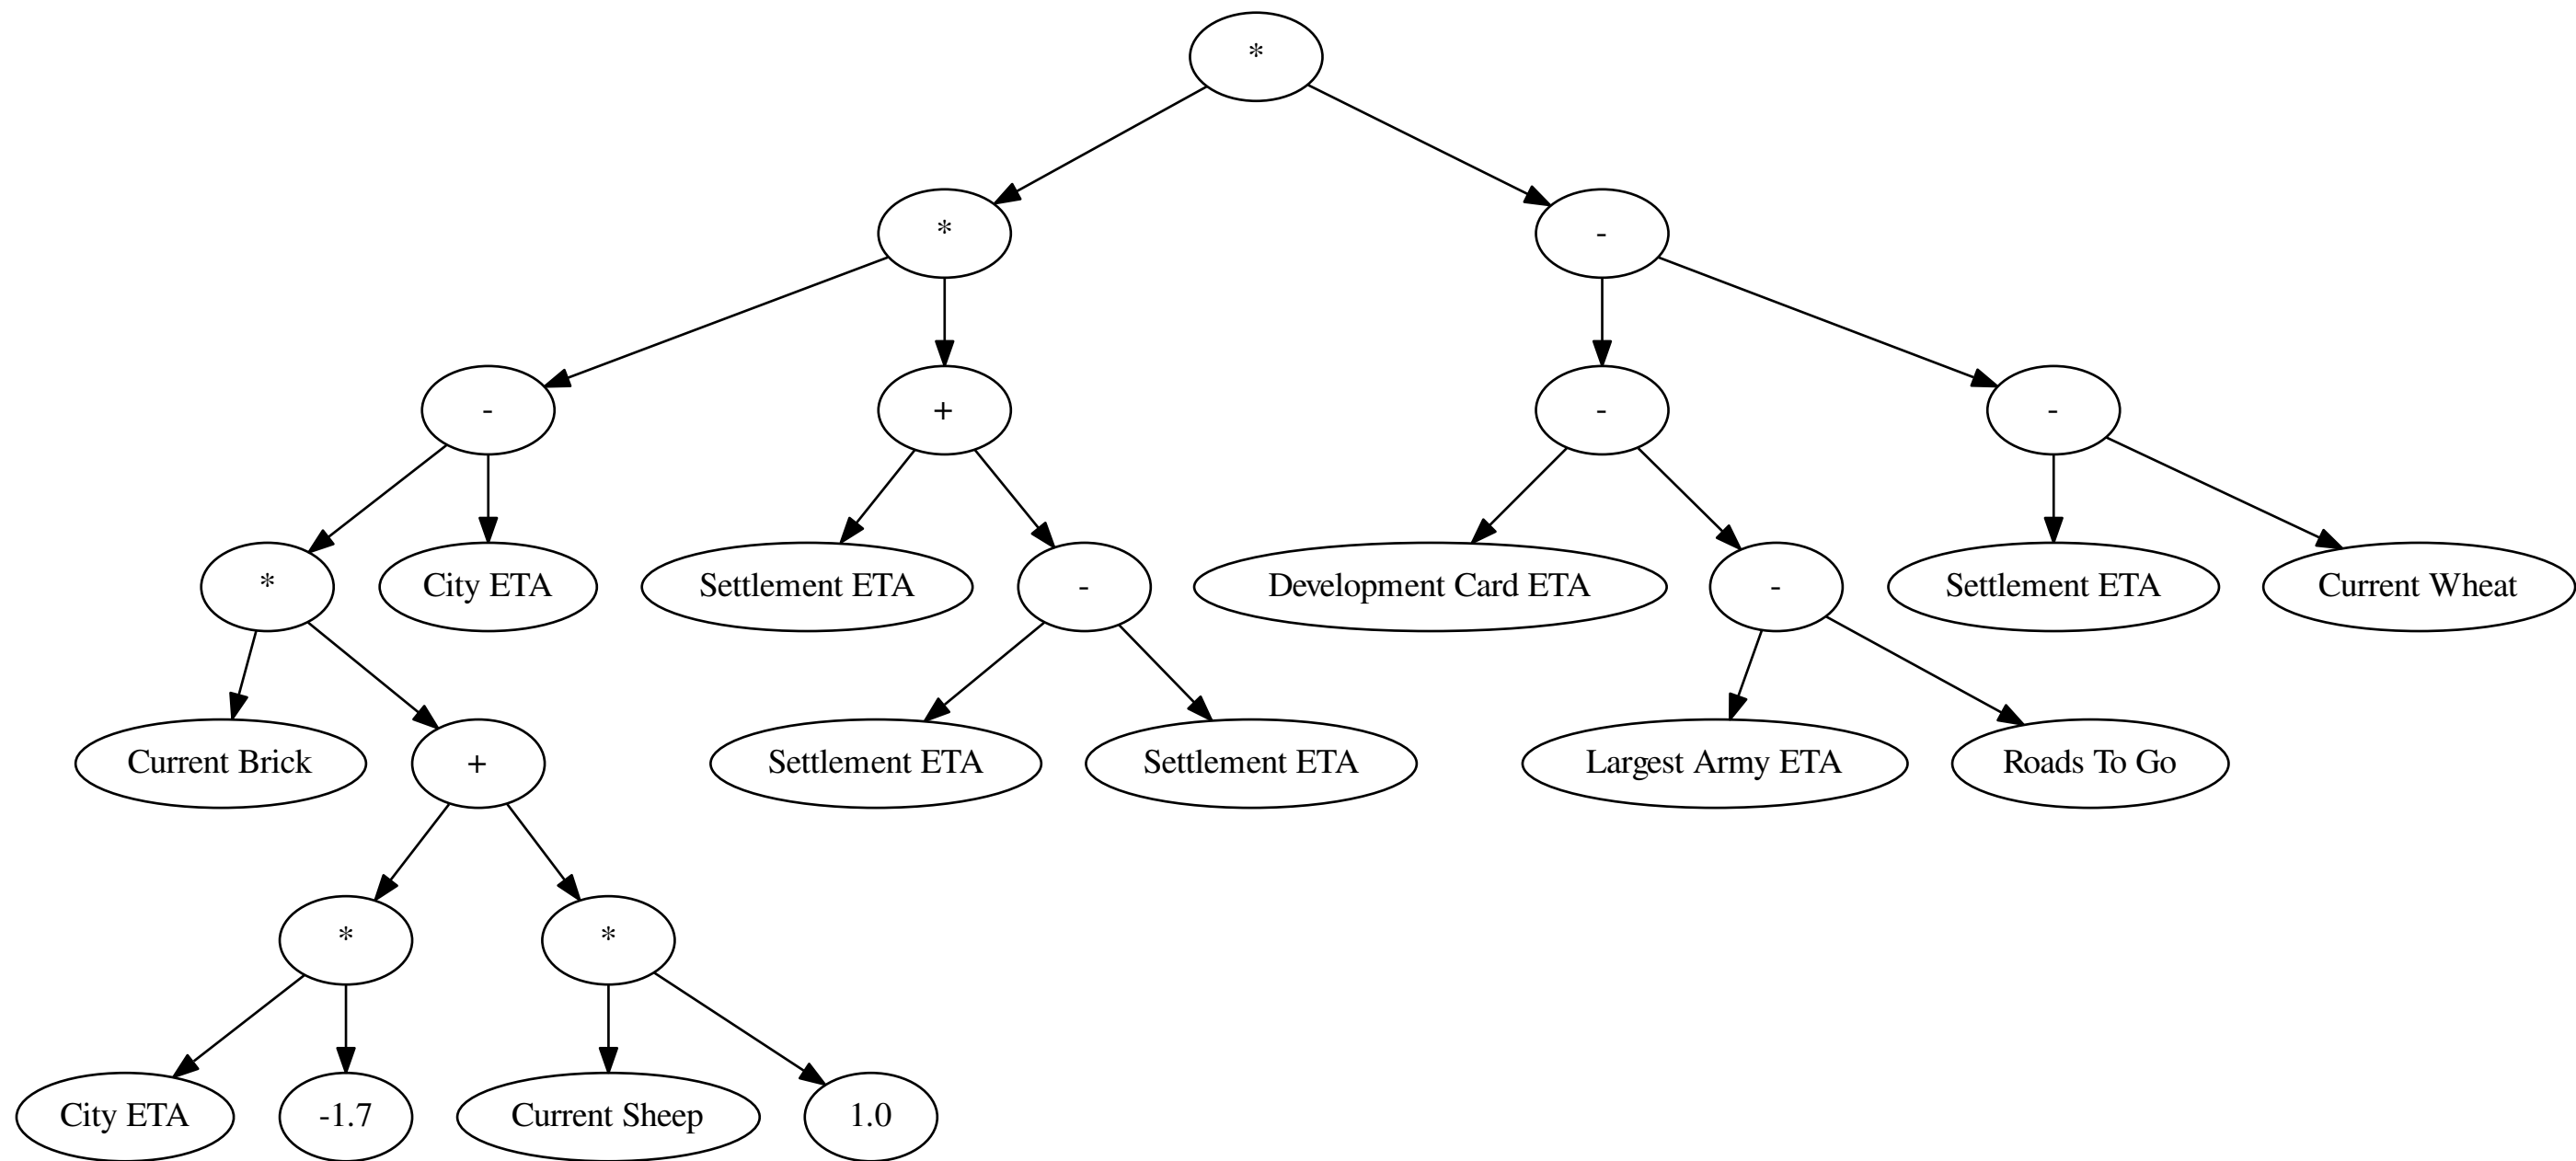 *
*
-
-
+
-
-
*
City ETA
Settlement ETA
-
Development Card ETA
-
Settlement ETA
Current Wheat
Current Brick
+
Settlement ETA
Settlement ETA
Largest Army ETA
Roads To Go
*
*
City ETA
-1.7
Current Sheep
1.0